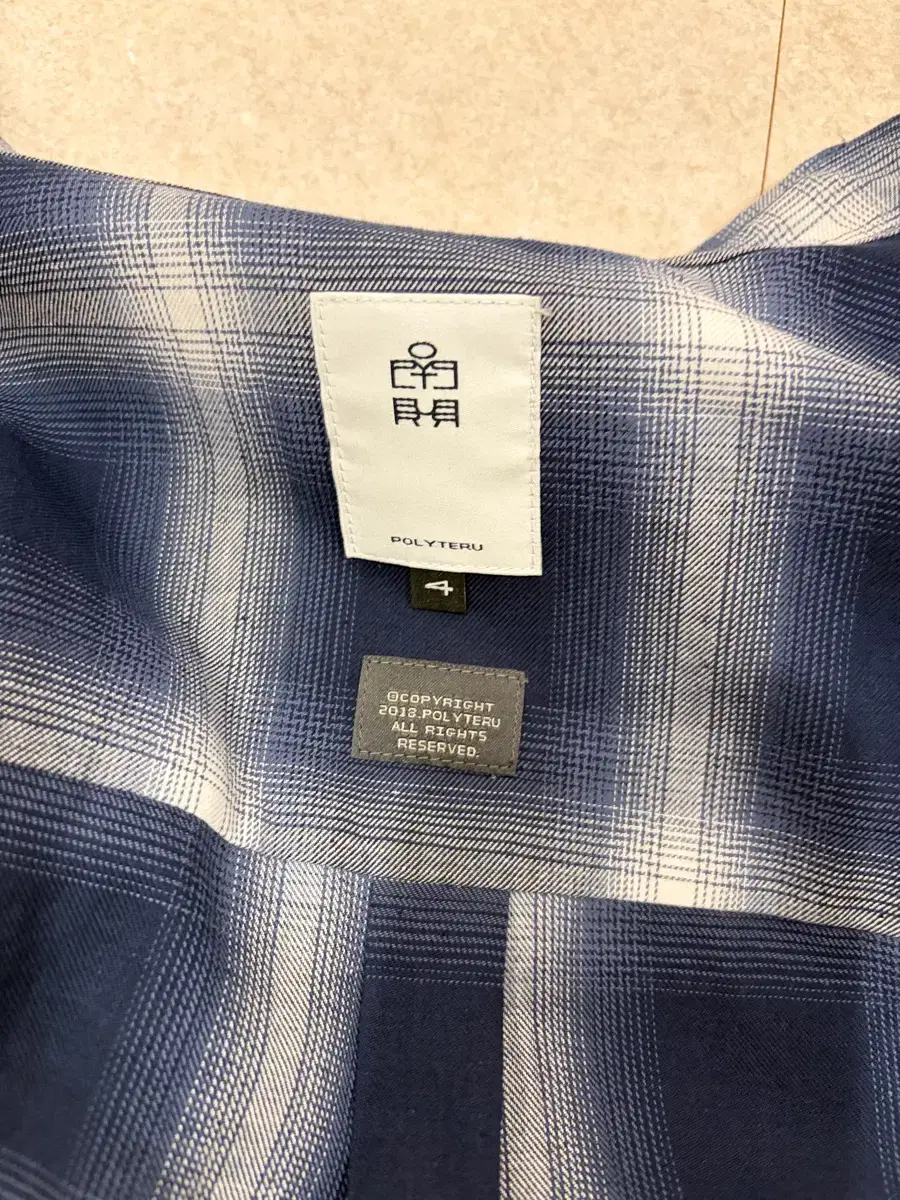 POLYTERU
4
©COPYRIGHT
2018.POLYTERU
ALL RIGHTS
RESERVED.